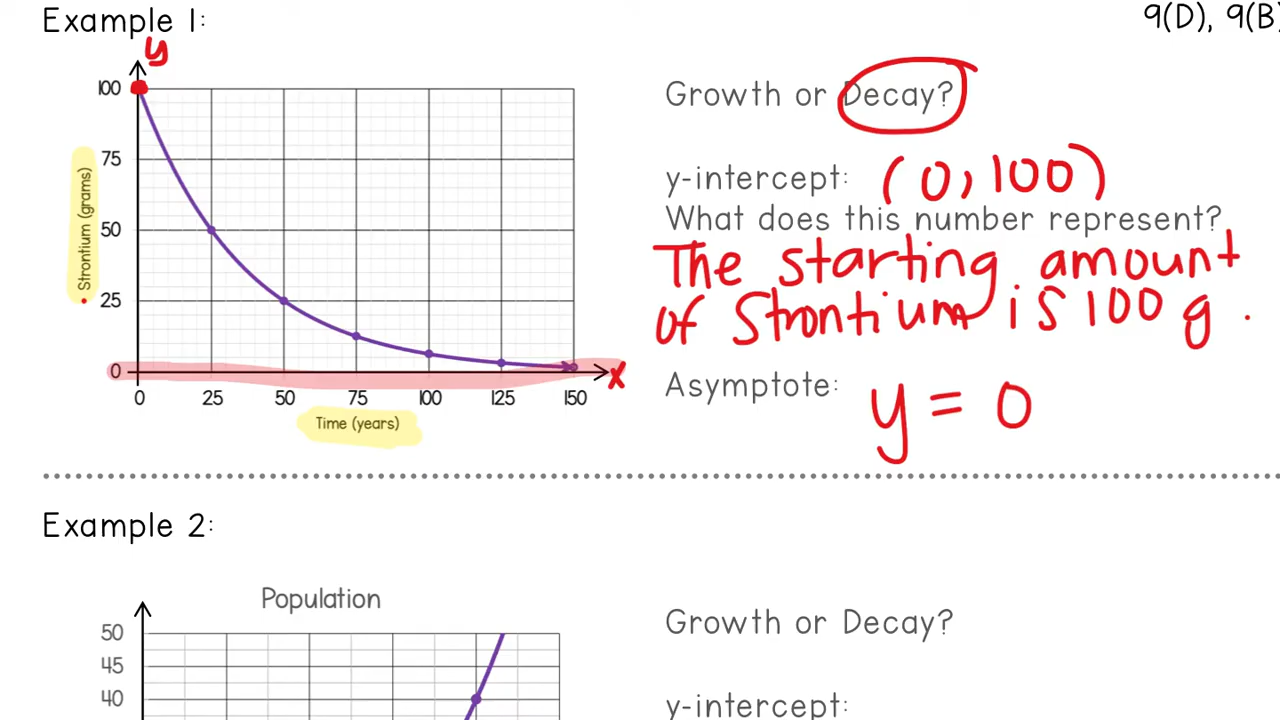 Example 1:
9(D), 9(B)
y
100
75
50
25
0
Strontium (grams)
0 25 50 75 100 125 150
x
Time (years)
Growth or Decay?
y-intercept: (0, 100)
What does this number represent?
The starting amount
of Strontium is 100 g.
Asymptote: y = 0
Example 2:
Population
50
45
40
Growth or Decay?
y-intercept: